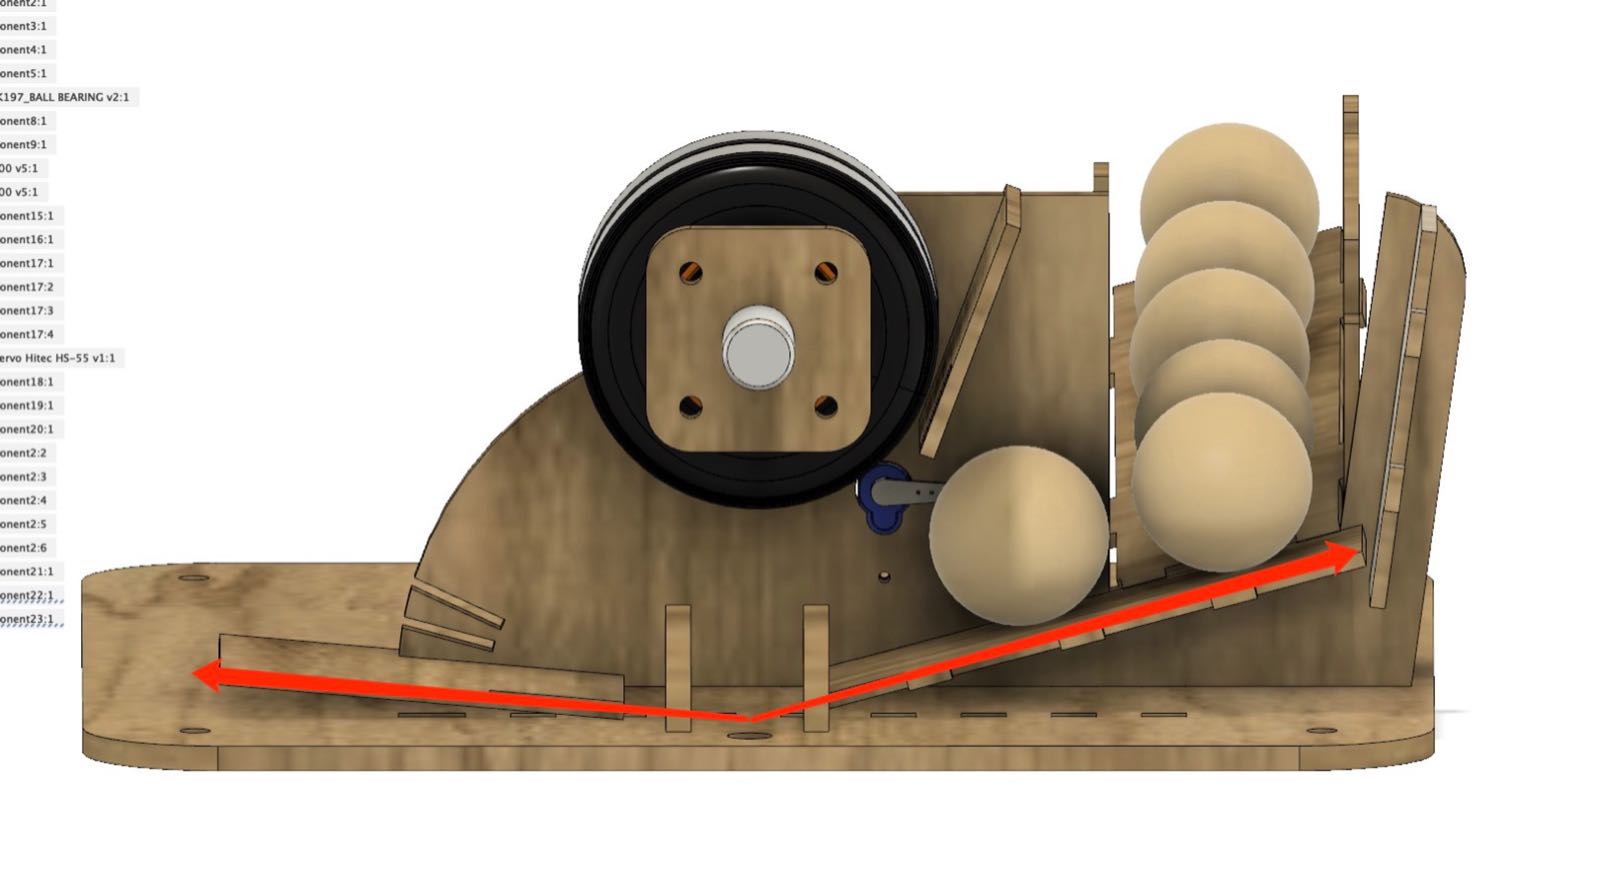 onent2:1
onent3:1
onent4:1
onent5:1
K197_BALL BEARING v2:1
onent8:1
onent9:1
00 v5:1
00 v5:1
onent15:1
onent16:1
onent17:1
onent17:2
onent17:3
onent17:4
ervo Hitec HS-55 v1:1
onent18:1
onent19:1
onent20:1
onent2:2
onent2:3
onent2:4
onent2:5
onent2:6
onent21:1
onent22:1
onent23:1